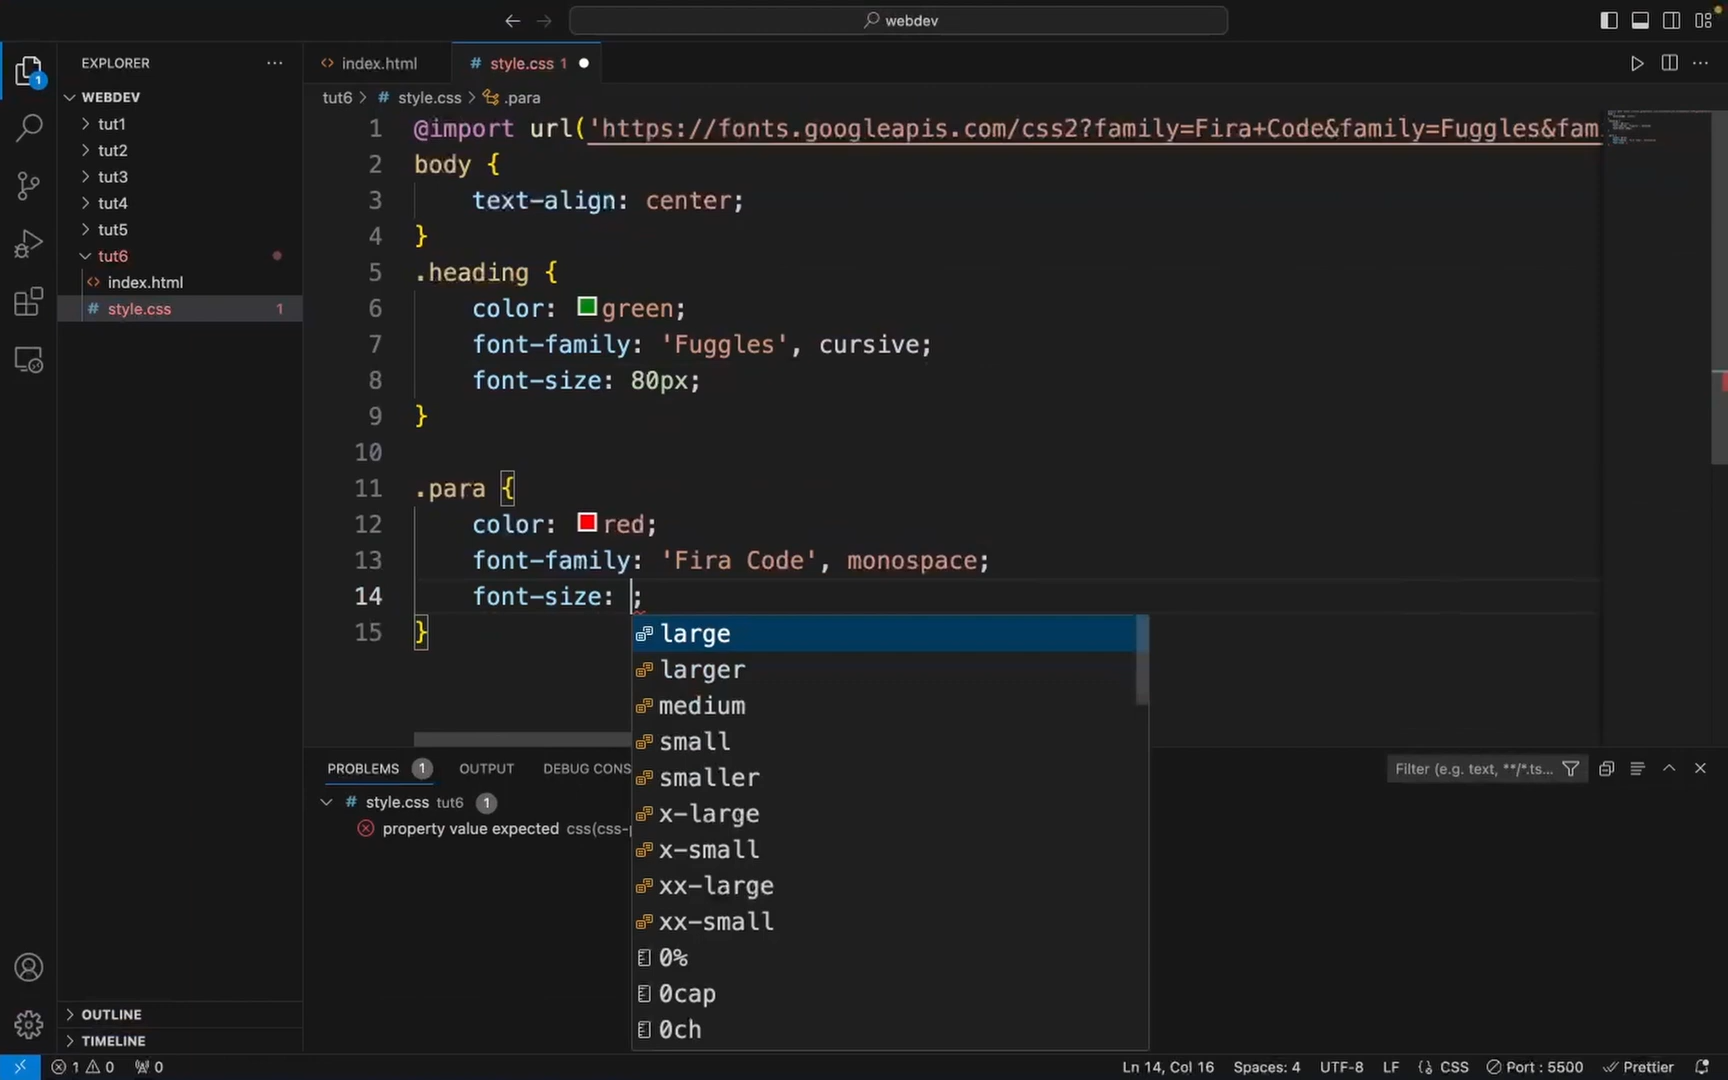 webdev
EXPLORER
index.html
style.css 1
WEBDEV
tut6 > # style.css > .para
tut1
tut2
tut3
tut4
tut5
tut6
index.html
# style.css 1
1 @import url('https://fonts.googleapis.com/css2?family=Fira+Code&family=Fuggles&fam
2 body {
3 text-align: center;
4 }
5 .heading {
6 color: green;
7 font-family: 'Fuggles', cursive;
8 font-size: 80px;
9 }
10
11 .para {
12 color: red;
13 font-family: 'Fira Code', monospace;
14 font-size: ;
15 }
large
larger
medium
small
smaller
x-large
x-small
xx-large
xx-small
0%
0cap
0ch
PROBLEMS 1 OUTPUT DEBUG CONS
Filter (e.g. text, **/*.ts...
# style.css tut6 1
property value expected css(css-
OUTLINE
TIMELINE
1 0 0
Ln 14, Col 16 Spaces: 4 UTF-8 LF {} CSS Port : 5500 Prettier
1